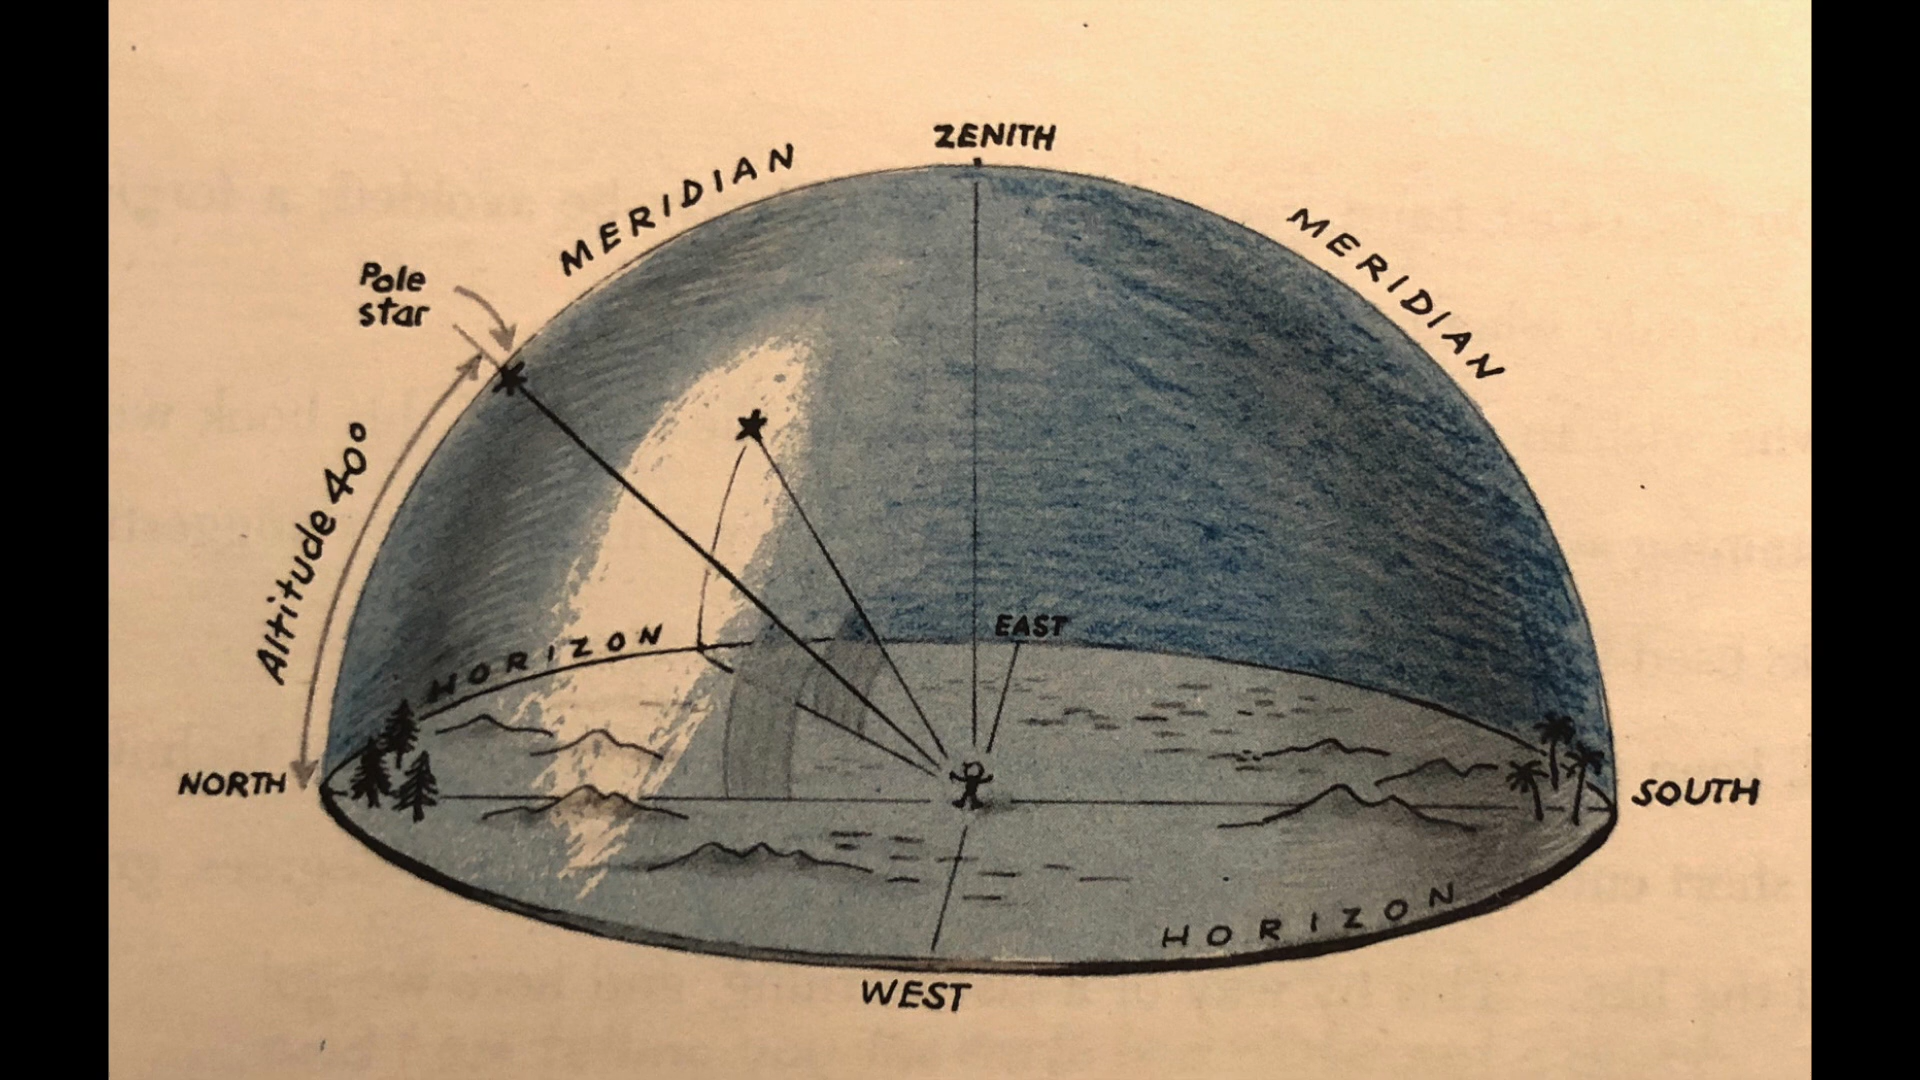 ZENITH
MERIDIAN
MERIDIAN
Pole
star
Altitude 40°
HORIZON
EAST
NORTH
SOUTH
HORIZON
WEST